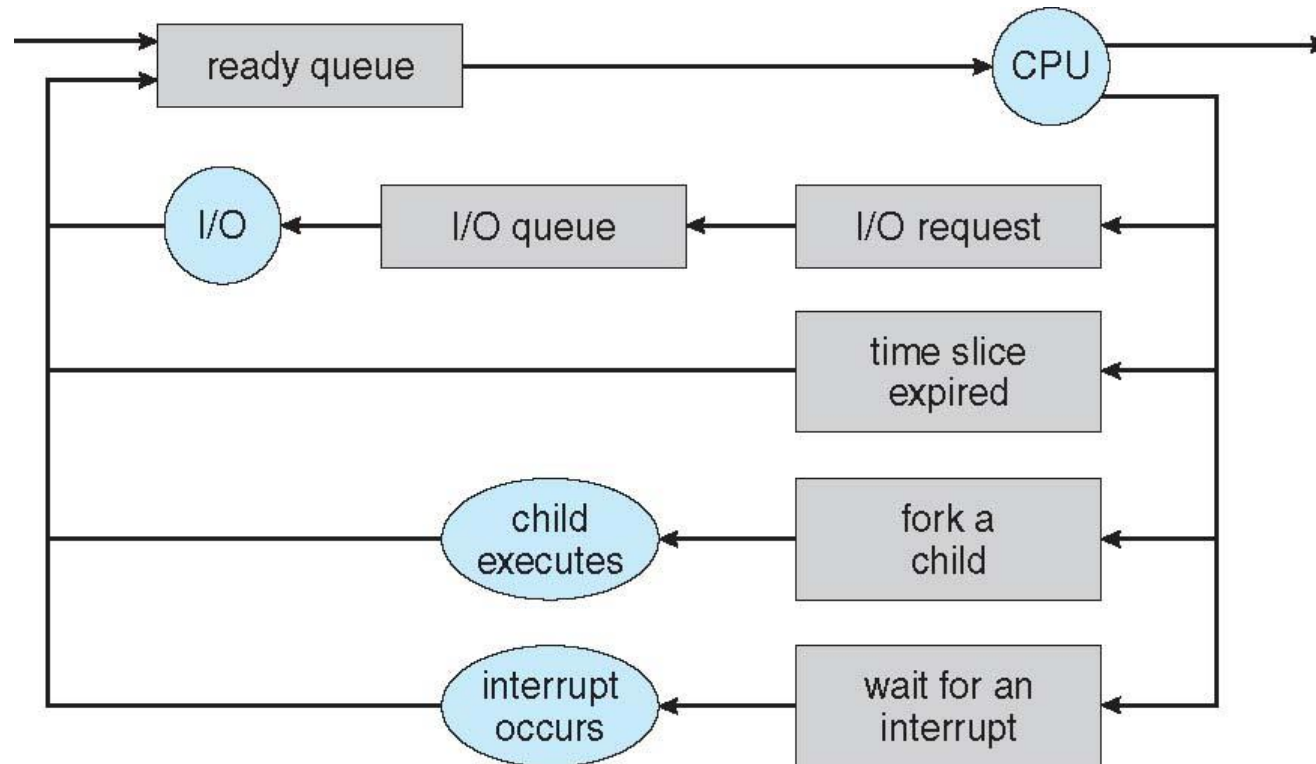 ready queue
CPU
I/O
I/O queue
I/O request
time slice
expired
child
executes
fork a
child
interrupt
occurs
wait for an
interrupt